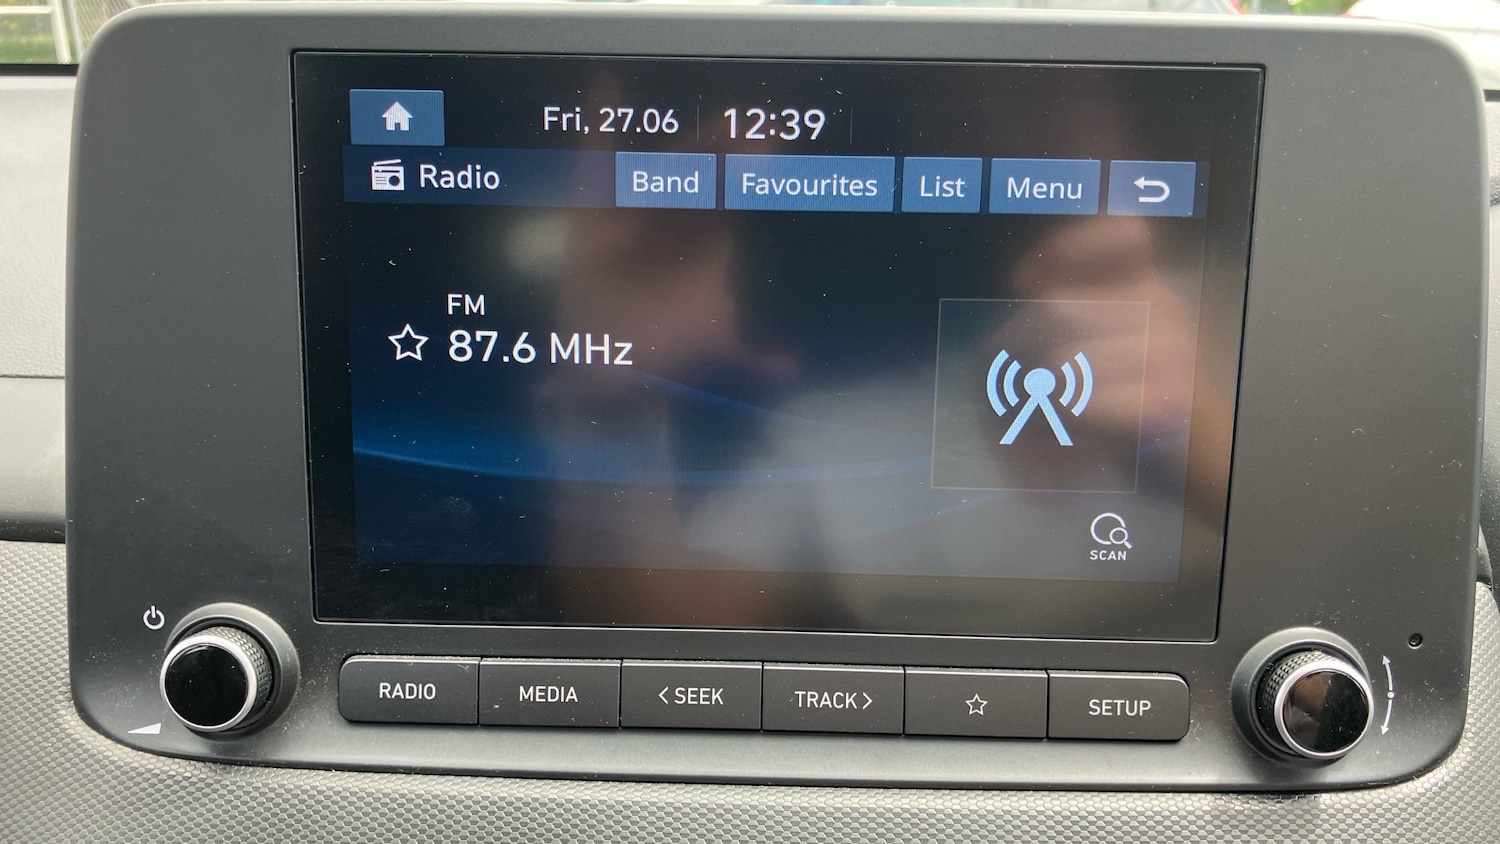 Fri, 27.06 12:39
Radio Band Favourites List Menu
FM
87.6 MHz
SCAN
RADIO MEDIA < SEEK TRACK > SETUP